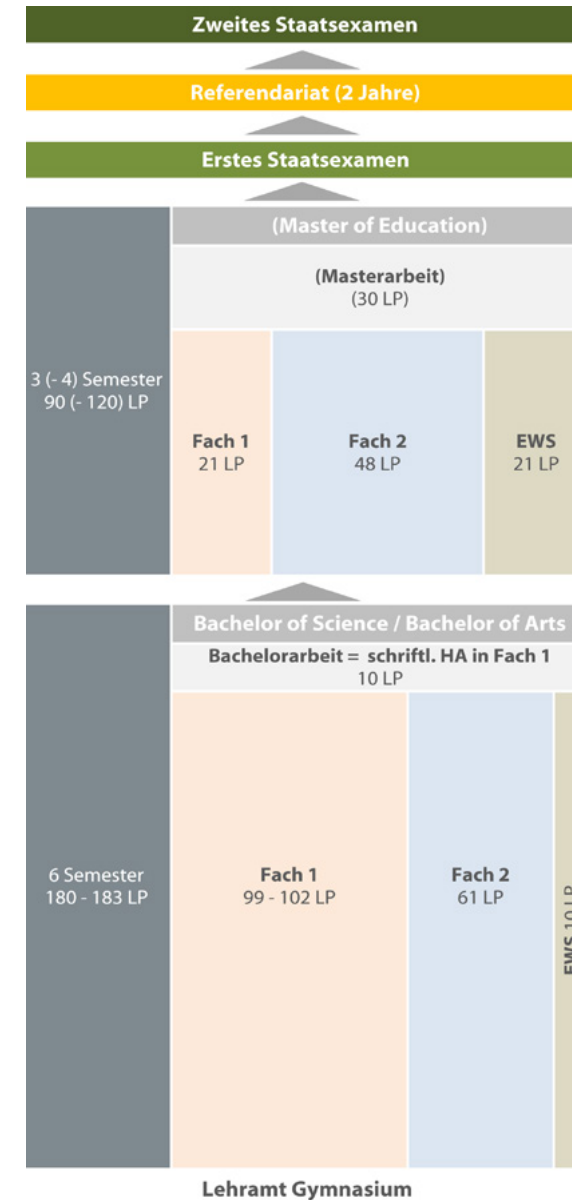 Zweites Staatsexamen
Referendariat (2 Jahre)
Erstes Staatsexamen
(Master of Education)
(Masterarbeit)
(30 LP)
3 (- 4) Semester
90 (- 120) LP
Fach 1
21 LP
Fach 2
48 LP
EWS
21 LP
Bachelor of Science / Bachelor of Arts
Bachelorarbeit = schriftl. HA in Fach 1
10 LP
6 Semester
180 - 183 LP
Fach 1
99 - 102 LP
Fach 2
61 LP
EWS 10 LP
Lehramt Gymnasium